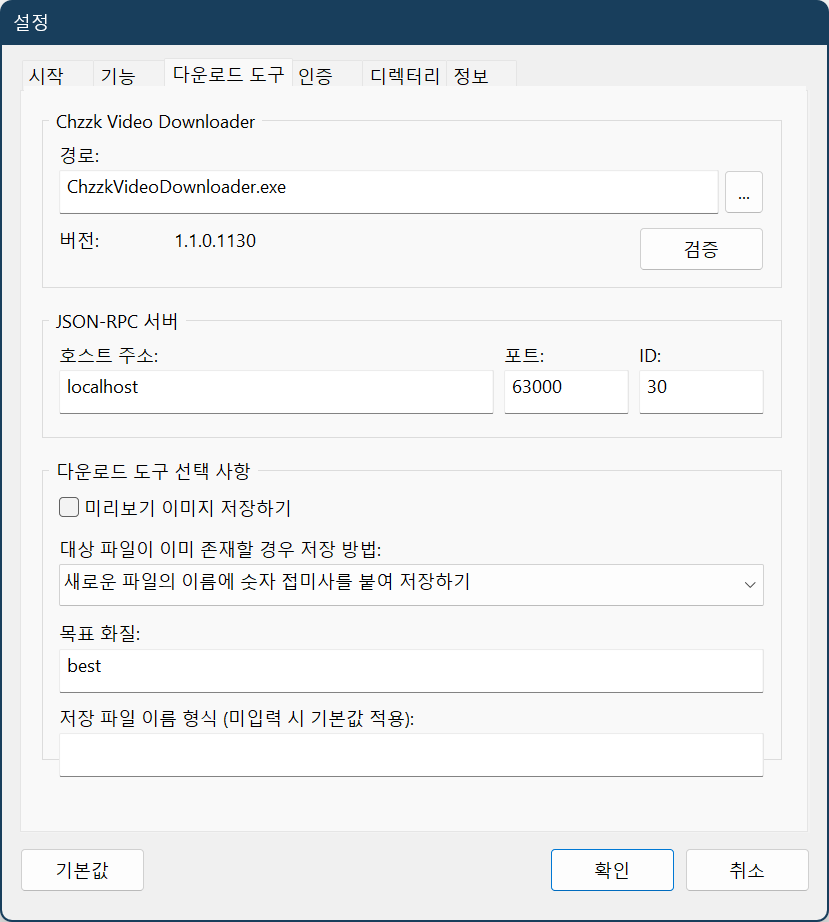 설정
시작 기능 다운로드 도구 인증 디렉터리 정보
Chzzk Video Downloader
경로:
ChzzkVideoDownloader.exe ...
버전: 1.1.0.1130 검증
JSON-RPC 서버
호스트 주소: 포트: ID:
localhost 63000 30
다운로드 도구 선택 사항
미리보기 이미지 저장하기
대상 파일이 이미 존재할 경우 저장 방법:
새로운 파일의 이름에 숫자 접미사를 붙여 저장하기
목표 화질:
best
저장 파일 이름 형식 (미입력 시 기본값 적용):
기본값 확인 취소